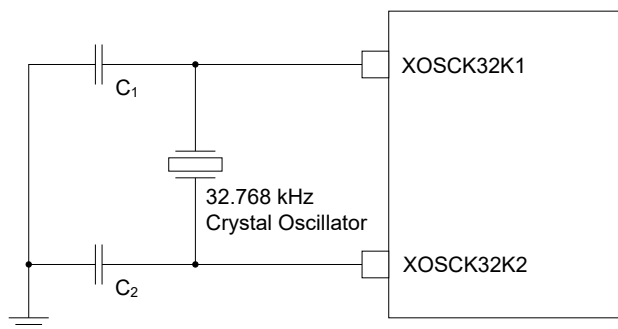 XOSCK32K1
C₁
32.768 kHz
Crystal Oscillator
XOSCK32K2
C₂